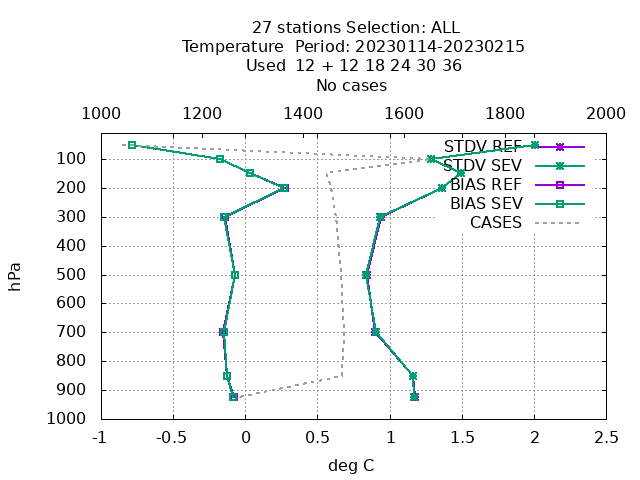 27 stations Selection: ALL
Temperature  Period: 20230114-20230215
Used  12 + 12 18 24 30 36
No cases
1000 1200 1400 1600 1800 2000
STDV REF
STDV SEV
BIAS REF
BIAS SEV
CASES
100
200
300
400
500
600
700
800
900
1000
hPa
-1 -0.5 0 0.5 1 1.5 2 2.5
deg C